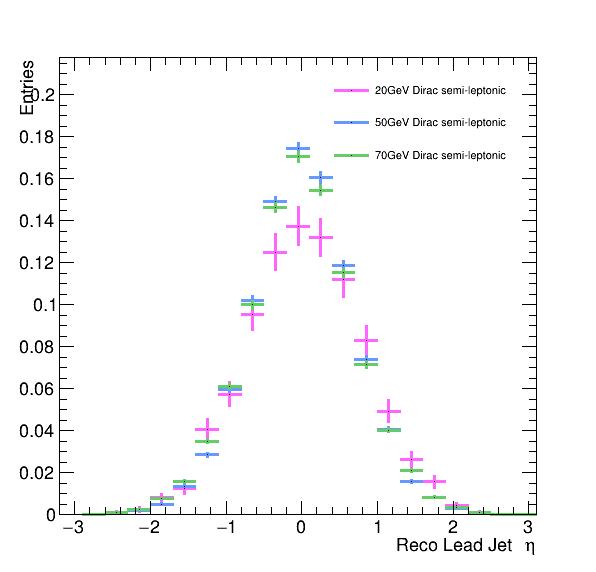 Entries
0.2
0.18
0.16
0.14
0.12
0.1
0.08
0.06
0.04
0.02
0
20GeV Dirac semi-leptonic
50GeV Dirac semi-leptonic
70GeV Dirac semi-leptonic
−3 −2 −1 0 1 2 3
Reco Lead Jet η